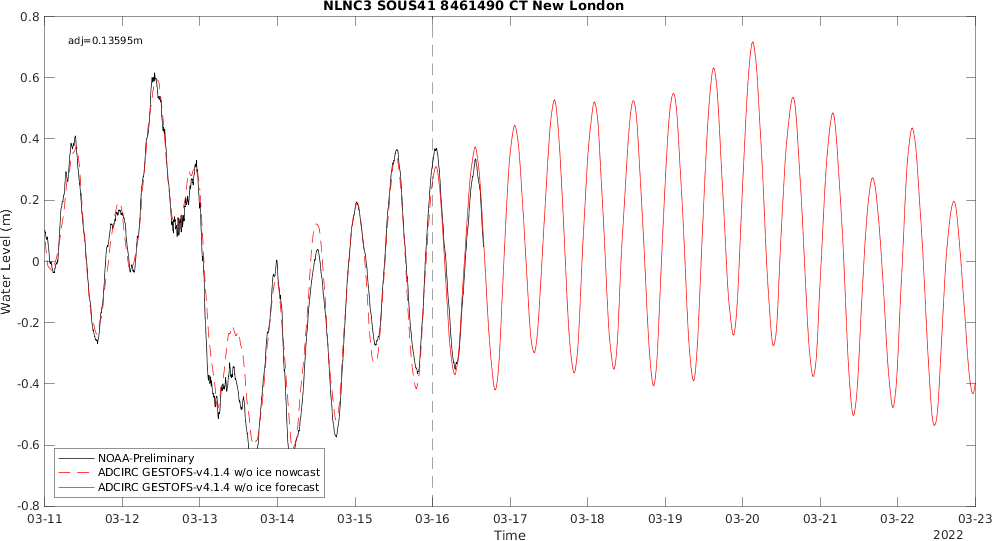 NLNC3 SOUS41 8461490 CT New London
adj=0.13595m
0.8
0.6
0.4
0.2
0
-0.2
-0.4
-0.6
-0.8
Water Level (m)
NOAA-Preliminary
ADCIRC GESTOFS-v4.1.4 w/o ice nowcast
ADCIRC GESTOFS-v4.1.4 w/o ice forecast
03-11 03-12 03-13 03-14 03-15 03-16 03-17 03-18 03-19 03-20 03-21 03-22 03-23
Time
2022